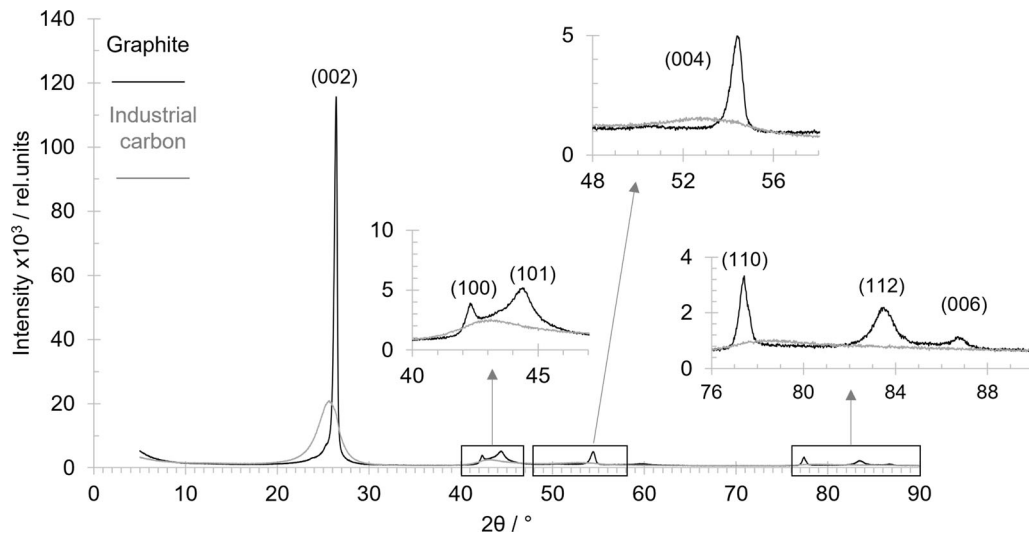 140
120
100
80
60
40
20
0
Intensity x10³ / rel.units
Graphite
Industrial
carbon
(002)
5
0
(004)
48 52 56
10
5
0
(100) (101)
40 45
4
2
0
(110) (112) (006)
76 80 84 88
0 10 20 30 40 50 60 70 80 90
2θ / °